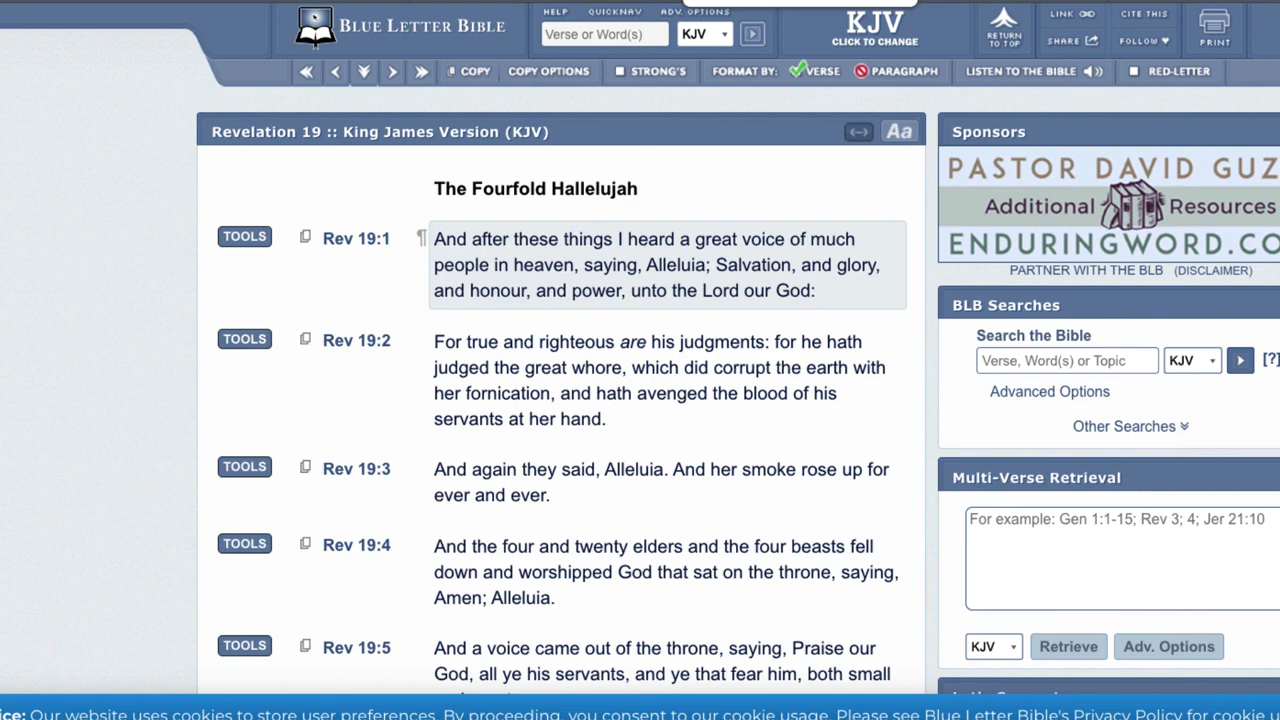 BLUE LETTER BIBLE
HELP QUICKNAV ADV. OPTIONS
Verse or Word(s) KJV
KJV
CLICK TO CHANGE
RETURN
TO TOP
LINK CITE THIS
SHARE FOLLOW
PRINT
COPY COPY OPTIONS STRONG'S FORMAT BY: VERSE PARAGRAPH LISTEN TO THE BIBLE RED-LETTER
Revelation 19 :: King James Version (KJV)
Aa
The Fourfold Hallelujah
TOOLS Rev 19:1 ¶ And after these things I heard a great voice of much
people in heaven, saying, Alleluia; Salvation, and glory,
and honour, and power, unto the Lord our God:
TOOLS Rev 19:2 For true and righteous are his judgments: for he hath
judged the great whore, which did corrupt the earth with
her fornication, and hath avenged the blood of his
servants at her hand.
TOOLS Rev 19:3 And again they said, Alleluia. And her smoke rose up for
ever and ever.
TOOLS Rev 19:4 And the four and twenty elders and the four beasts fell
down and worshipped God that sat on the throne, saying,
Amen; Alleluia.
TOOLS Rev 19:5 And a voice came out of the throne, saying, Praise our
God, all ye his servants, and ye that fear him, both small
Sponsors
PASTOR DAVID GUZ
Additional Resources
ENDURINGWORD.CO
PARTNER WITH THE BLB (DISCLAIMER)
BLB Searches
Search the Bible
Verse, Word(s) or Topic KJV [?]
Advanced Options
Other Searches
Multi-Verse Retrieval
For example: Gen 1:1-15; Rev 3; 4; Jer 21:10
KJV Retrieve Adv. Options
ice: Our website uses cookies to store user preferences. By proceeding, you consent to our cookie usage. Please see Blue Letter Bible's Privacy Policy for cookie u